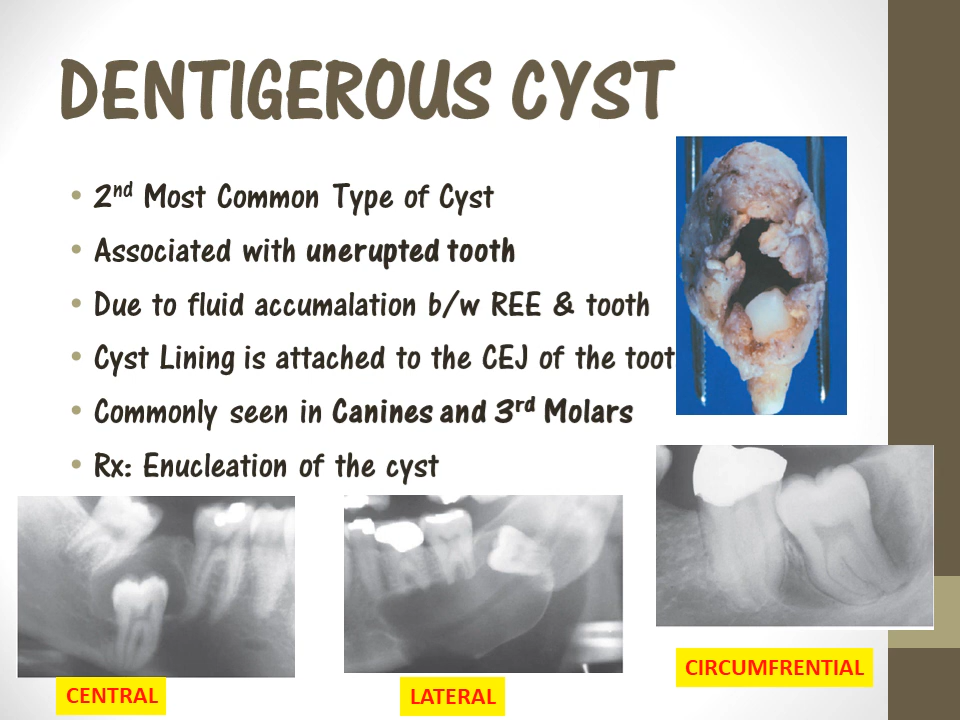 DENTIGEROUS CYST
• 2nd Most Common Type of Cyst
• Associated with unerupted tooth
• Due to fluid accumalation b/w REE & tooth
• Cyst Lining is attached to the CEJ of the toot
• Commonly seen in Canines and 3rd Molars
• Rx: Enucleation of the cyst
CENTRAL
LATERAL
CIRCUMFRENTIAL